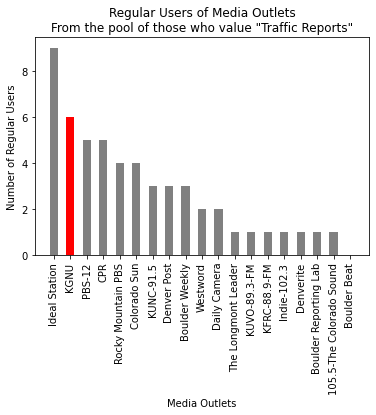 Regular Users of Media Outlets
From the pool of those who value "Traffic Reports"
Number of Regular Users
8
6
4
2
0
Ideal Station
KGNU
PBS-12
CPR
Rocky Mountain PBS
Colorado Sun
KUNC-91.5
Denver Post
Boulder Weekly
Westword
Daily Camera
The Longmont Leader
KUVO-89.3-FM
KFRC-88.9-FM
Indie-102.3
Denverite
Boulder Reporting Lab
105.5-The Colorado Sound
Boulder Beat
Media Outlets